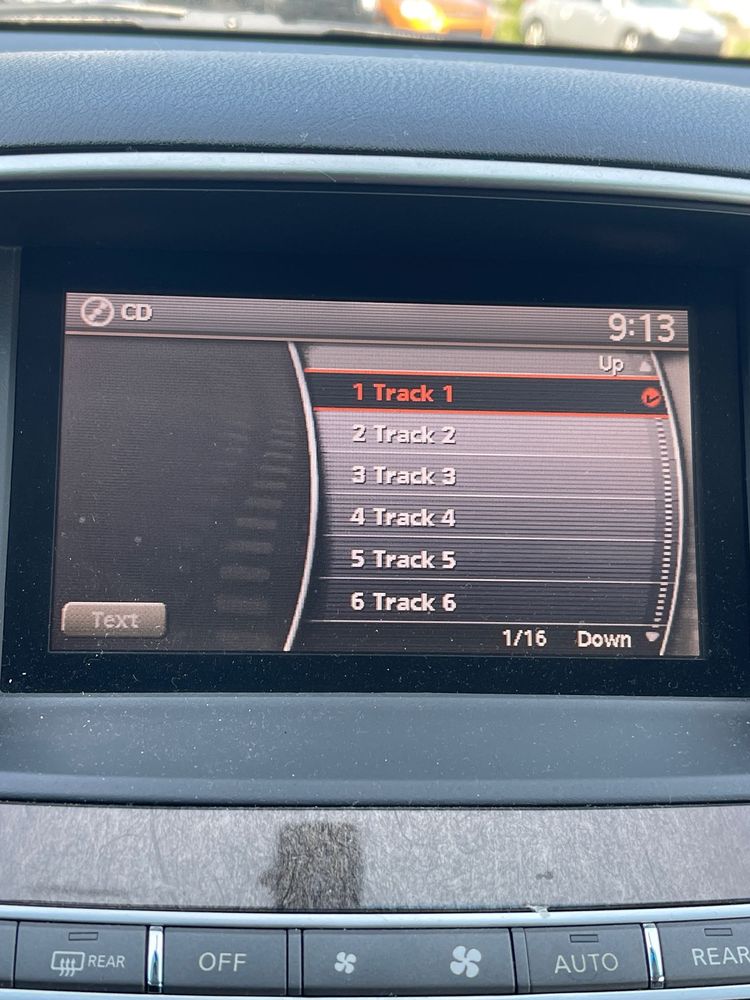 CD
9:13
Up
1 Track 1
2 Track 2
3 Track 3
4 Track 4
5 Track 5
6 Track 6
Text
1/16 Down
REAR OFF AUTO REAR